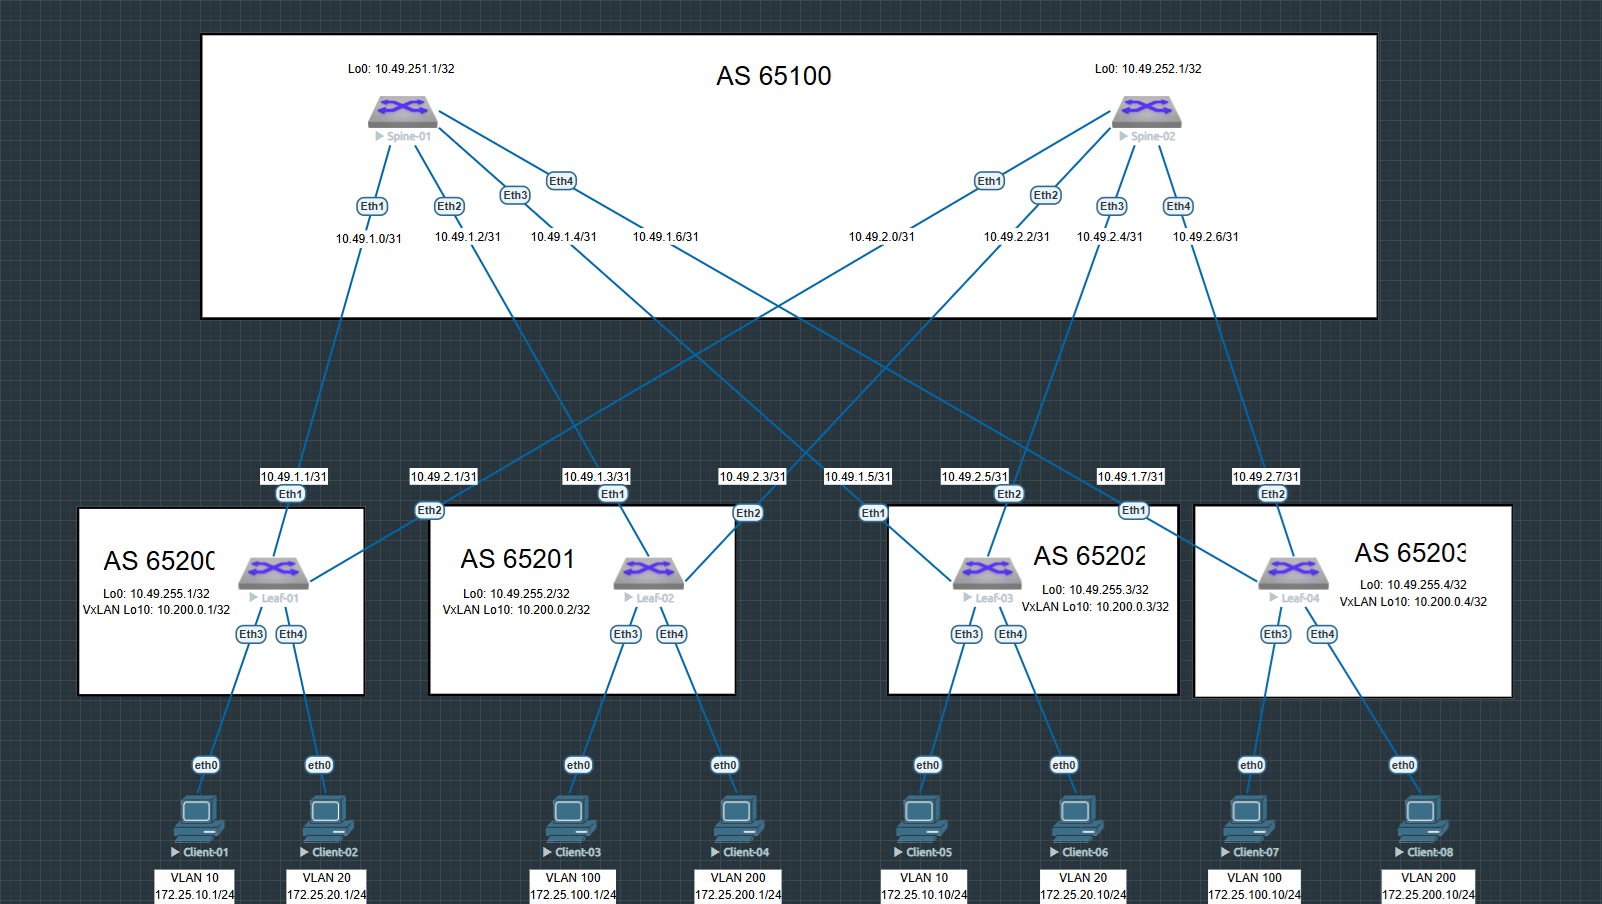 Lo0: 10.49.251.1/32
AS 65100
Lo0: 10.49.252.1/32
Spine-01
Spine-02
Eth1
Eth2
Eth3
Eth4
Eth1
Eth2
Eth3
Eth4
10.49.1.0/31
10.49.1.2/31
10.49.1.4/31
10.49.1.6/31
10.49.2.0/31
10.49.2.2/31
10.49.2.4/31
10.49.2.6/31
10.49.1.1/31
10.49.2.1/31
10.49.1.3/31
10.49.2.3/31
10.49.1.5/31
10.49.2.5/31
10.49.1.7/31
10.49.2.7/31
Eth1
Eth2
Eth1
Eth2
Eth1
Eth2
Eth1
Eth2
AS 65200
Lo0: 10.49.255.1/32
VxLAN Lo10: 10.200.0.1/32
Leaf-01
Eth3
Eth4
AS 65201
Lo0: 10.49.255.2/32
VxLAN Lo10: 10.200.0.2/32
Leaf-02
Eth3
Eth4
AS 65202
Lo0: 10.49.255.3/32
VxLAN Lo10: 10.200.0.3/32
Leaf-03
Eth3
Eth4
AS 65203
Lo0: 10.49.255.4/32
VxLAN Lo10: 10.200.0.4/32
Leaf-04
Eth3
Eth4
eth0
eth0
eth0
eth0
eth0
eth0
eth0
eth0
Client-01
Client-02
Client-03
Client-04
Client-05
Client-06
Client-07
Client-08
VLAN 10
172.25.10.1/24
VLAN 20
172.25.20.1/24
VLAN 100
172.25.100.1/24
VLAN 200
172.25.200.1/24
VLAN 10
172.25.10.10/24
VLAN 20
172.25.20.10/24
VLAN 100
172.25.100.10/24
VLAN 200
172.25.200.10/24